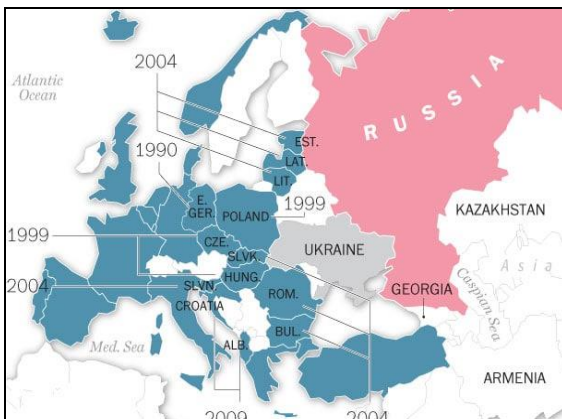 2004
Atlantic
Ocean
RUSSIA
1990
EST.
LAT.
LIT.
E.
GER.
POLAND
1999
KAZAKHSTAN
1999
CZE.
SLVK.
UKRAINE
HUNG.
Asia
2004
SLVN.
CROATIA
ROM.
GEORGIA
Caspian Sea
BUL.
Med. Sea
ALB.
ARMENIA
2009
2004